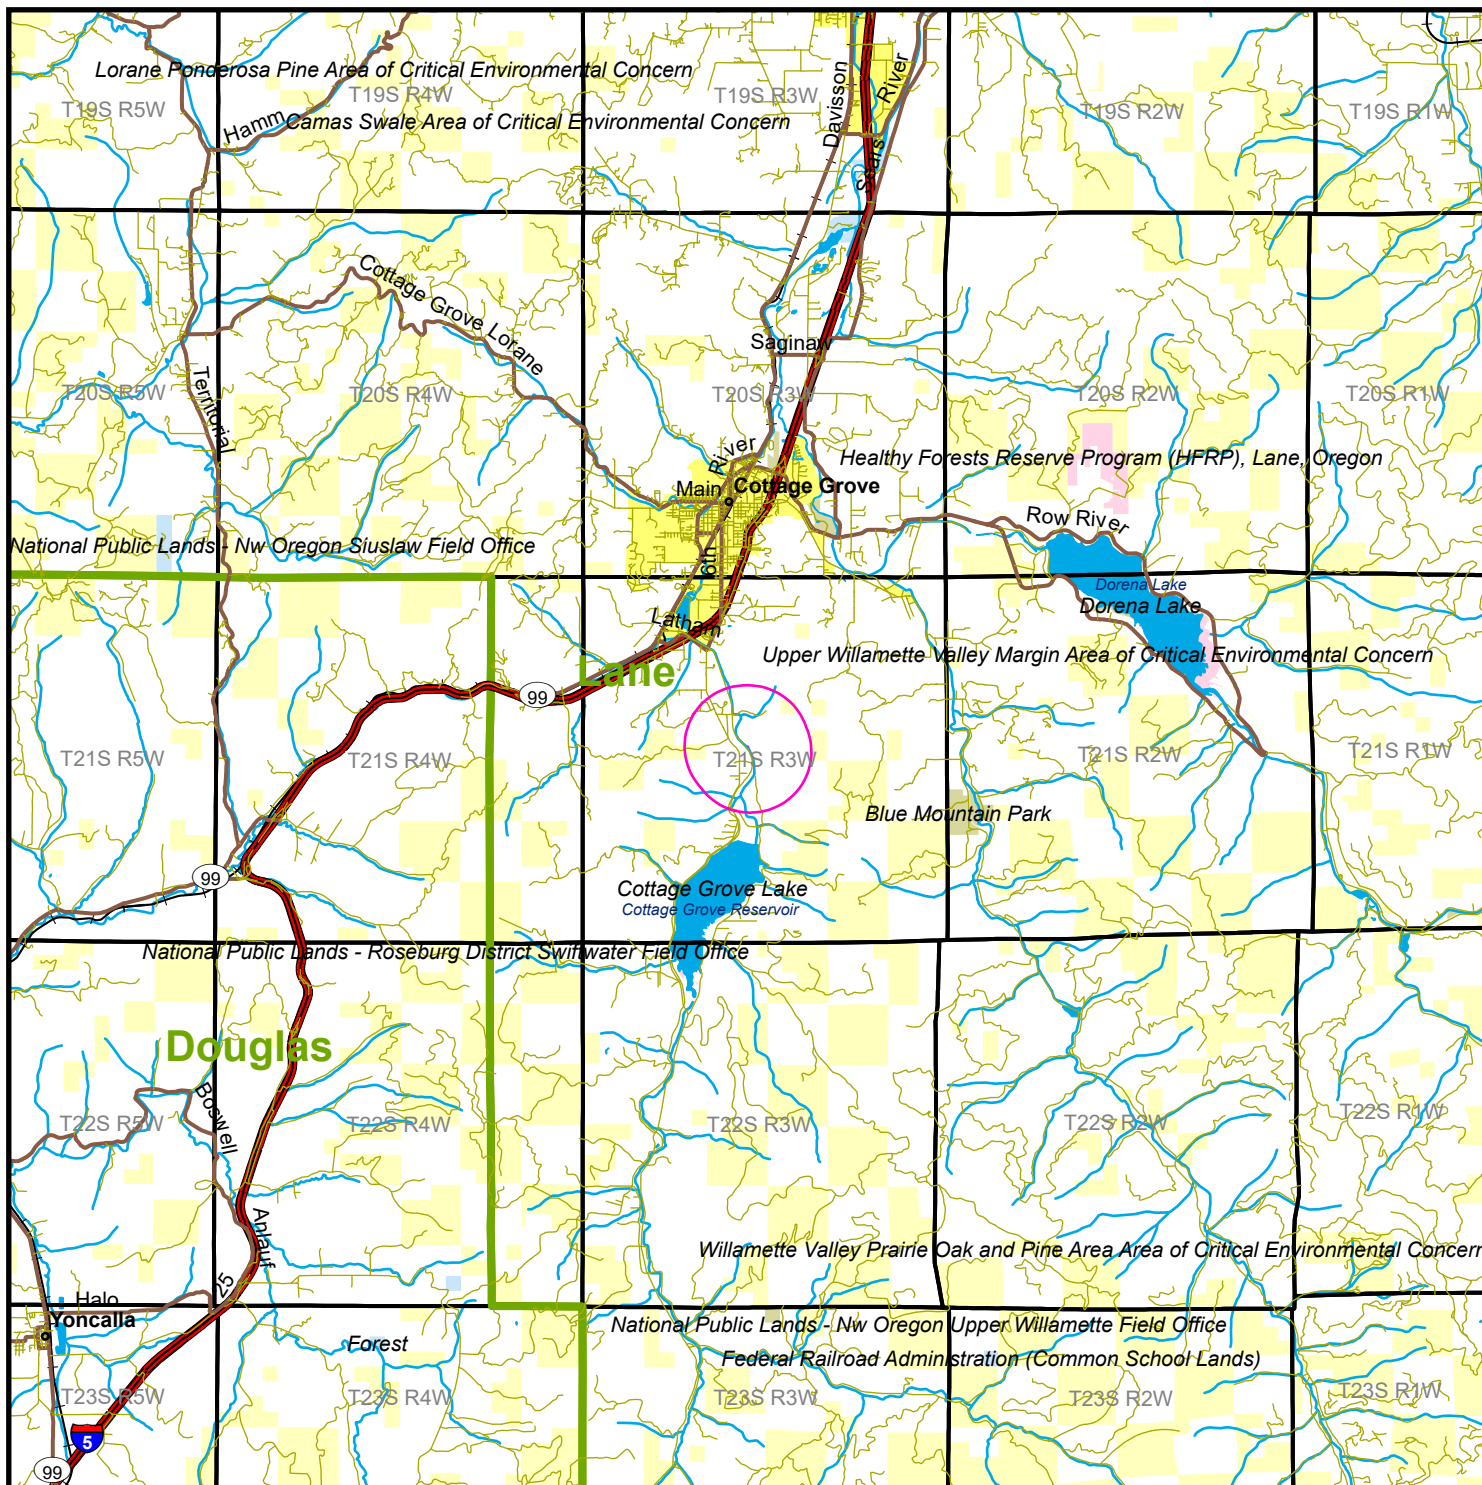 Lorane Ponderosa Pine Area of Critical Environmental Concern
T19S R5W
T19S R4W
T19S R3W
T19S R2W
T19S R1W
Hamm
Camas Swale Area of Critical Environmental Concern
Davisson
Sears
River
Cottage Grove Lorane
Saginaw
Territorial
T20S R5W
T20S R4W
T20S R3W
T20S R2W
T20S R1W
River
Healthy Forests Reserve Program (HFRP), Lane, Oregon
Main
Cottage Grove
Row River
National Public Lands - Nw Oregon Siuslaw Field Office
6th
Dorena Lake
Dorena Lake
Latham
Upper Willamette Valley Margin Area of Critical Environmental Concern
Lane
99
T21S R5W
T21S R4W
T21S R3W
T21S R2W
T21S R1W
Blue Mountain Park
99
Cottage Grove Lake
Cottage Grove Reservoir
National Public Lands - Roseburg District Swiftwater Field Office
Douglas
Boswell
T22S R5W
T22S R4W
T22S R3W
T22S R2W
T22S R1W
Anlauf
Willamette Valley Prairie Oak and Pine Area Area of Critical Environmental Concern
25
Halo
Yoncalla
National Public Lands - Nw Oregon Upper Willamette Field Office
Forest
Federal Railroad Administration (Common School Lands)
T23S R5W
T23S R4W
T23S R3W
T23S R2W
T23S R1W
5
99